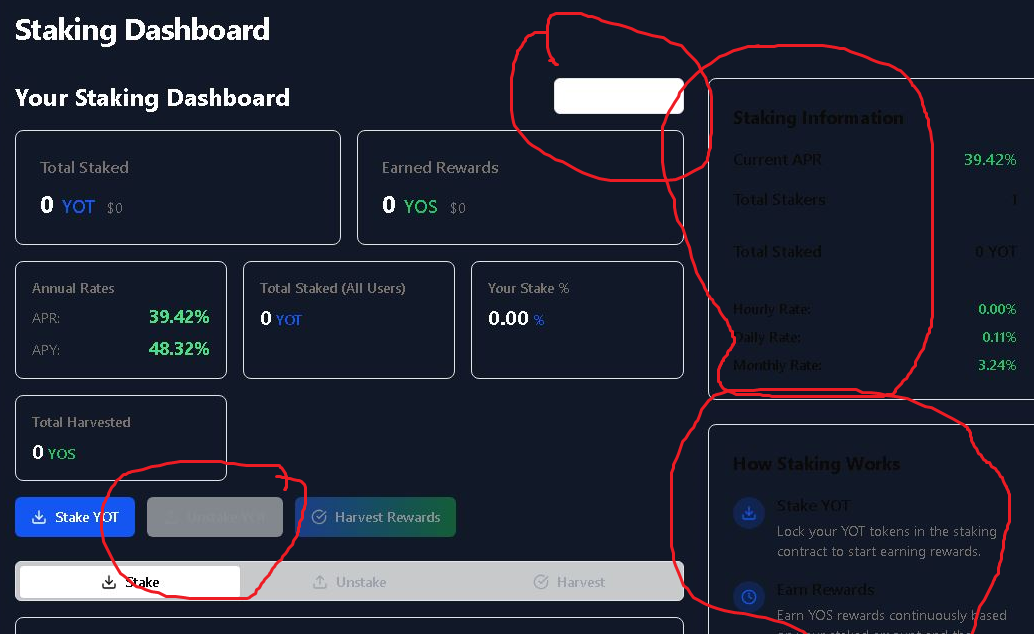 Staking Dashboard
Your Staking Dashboard
Total Staked
0 YOT $0
Earned Rewards
0 YOS $0
Annual Rates
APR: 39.42%
APY: 48.32%
Total Staked (All Users)
0 YOT
Your Stake %
0.00 %
Total Harvested
0 YOS
Stake YOT
Unstake YOT
Harvest Rewards
Stake
Unstake
Harvest
Staking Information
Current APR 39.42%
Total Stakers 1
Total Staked 0 YOT
Hourly Rate: 0.00%
Daily Rate: 0.11%
Monthly Rate: 3.24%
How Staking Works
Stake YOT
Lock your YOT tokens in the staking
contract to start earning rewards.
Earn Rewards
Earn YOS rewards continuously based